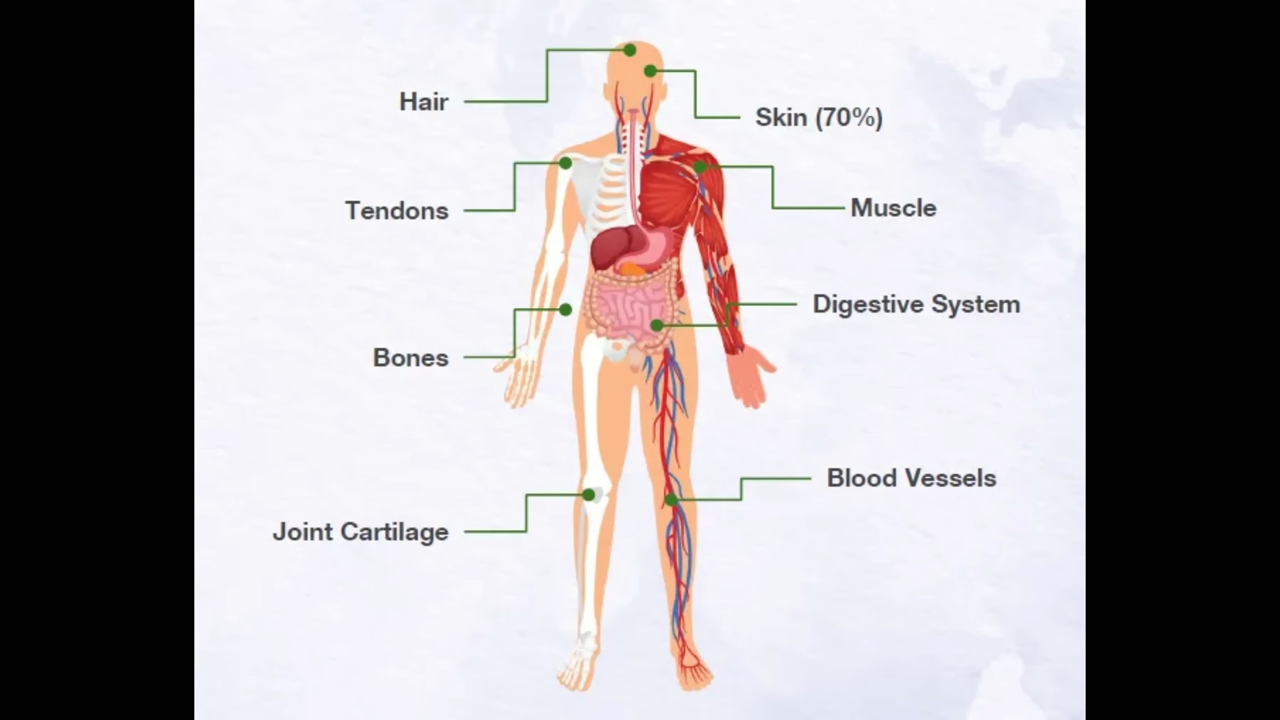 Hair
Skin (70%)
Tendons
Muscle
Digestive System
Bones
Blood Vessels
Joint Cartilage